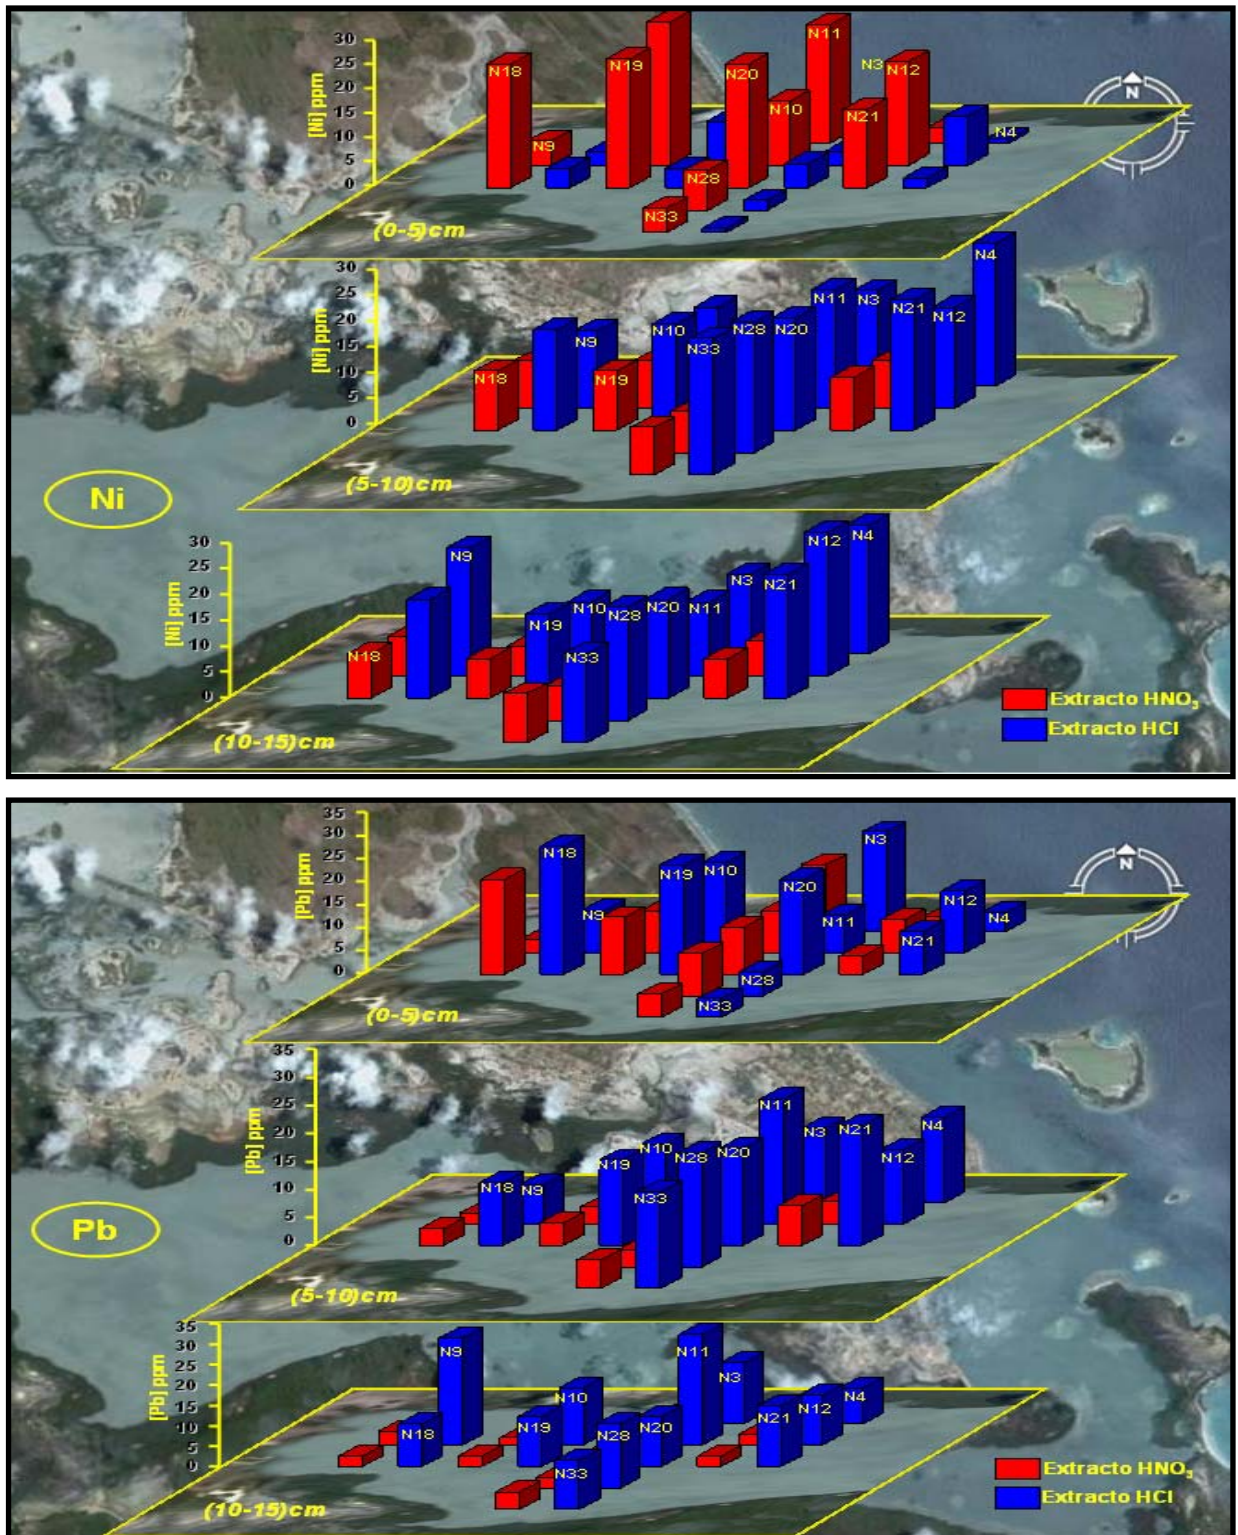 30
25
20
15
10
5
0
[Ni] ppm
N18
N9
N19
N20
N10
N11
N3
N12
N21
N4
N28
N33
N
(0-5)cm
30
25
20
15
10
5
0
[Ni] ppm
N18
N9
N19
N10
N33
N28
N20
N11
N3
N21
N12
N4
(5-10)cm
Ni
30
25
20
15
10
5
0
[Ni] ppm
N18
N9
N19
N10
N33
N28
N20
N11
N3
N21
N12
N4
(10-15)cm
Extracto HNO₃
Extracto HCl
35
30
25
20
15
10
5
0
[Pb] ppm
N18
N9
N19
N10
N20
N11
N3
N12
N21
N4
N28
N33
N
(0-5)cm
35
30
25
20
15
10
5
0
[Pb] ppm
N18
N9
N19
N10
N33
N28
N20
N11
N3
N21
N12
N4
(5-10)cm
Pb
35
30
25
20
15
10
5
0
[Pb] ppm
N9
N18
N19
N10
N28
N20
N33
N11
N3
N21
N12
N4
(10-15)cm
Extracto HNO₃
Extracto HCl